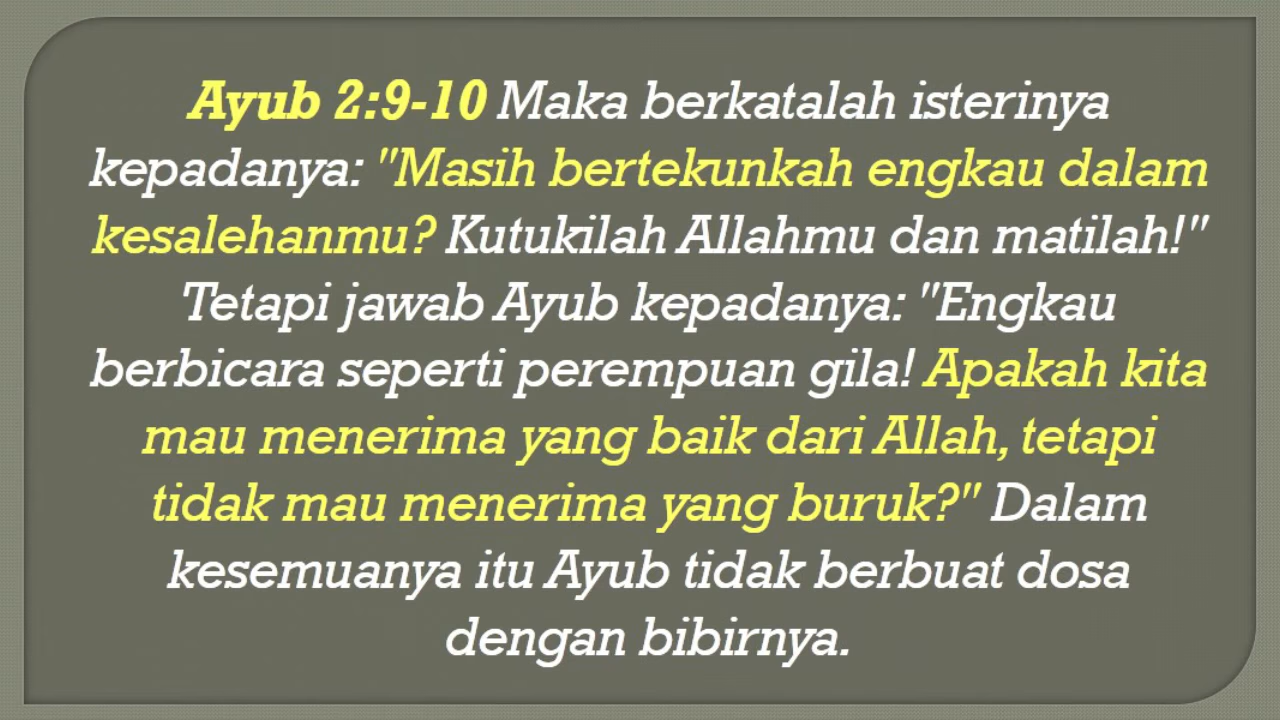 Ayub 2:9-10 Maka berkatalah isterinya
kepadanya: "Masih bertekunkah engkau dalam
kesalehanmu? Kutukilah Allahmu dan matilah!"
Tetapi jawab Ayub kepadanya: "Engkau
berbicara seperti perempuan gila! Apakah kita
mau menerima yang baik dari Allah, tetapi
tidak mau menerima yang buruk?" Dalam
kesemuanya itu Ayub tidak berbuat dosa
dengan bibirnya.